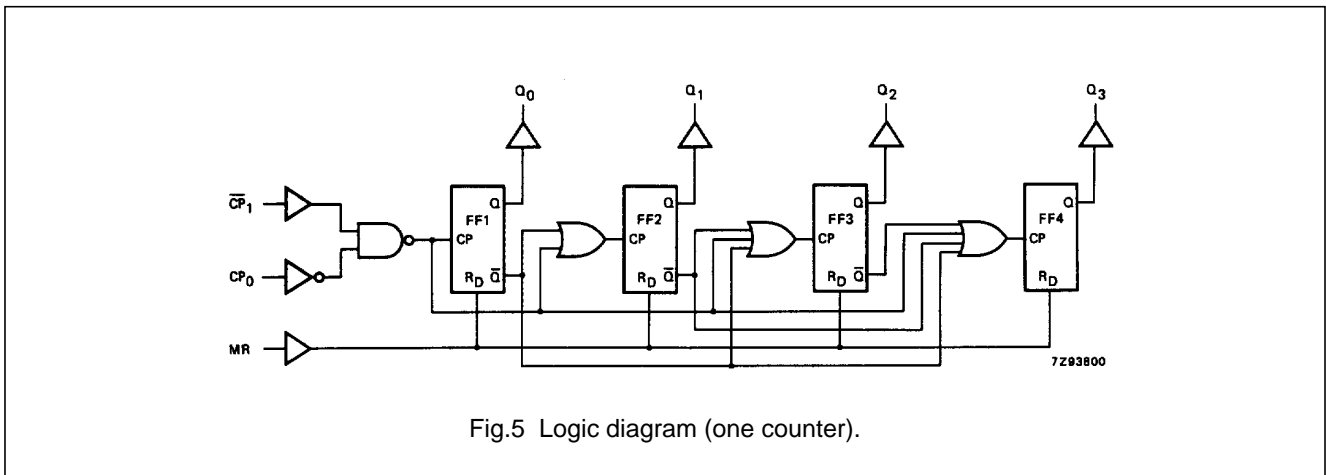 Q0 Q1 Q2 Q3
Q Q Q Q
C̅P̅1
FF1 FF2 FF3 FF4
CP CP CP CP
CP0
RD Q̅ RD Q̅ RD Q̅ RD
MR
7Z93800
Fig.5 Logic diagram (one counter).